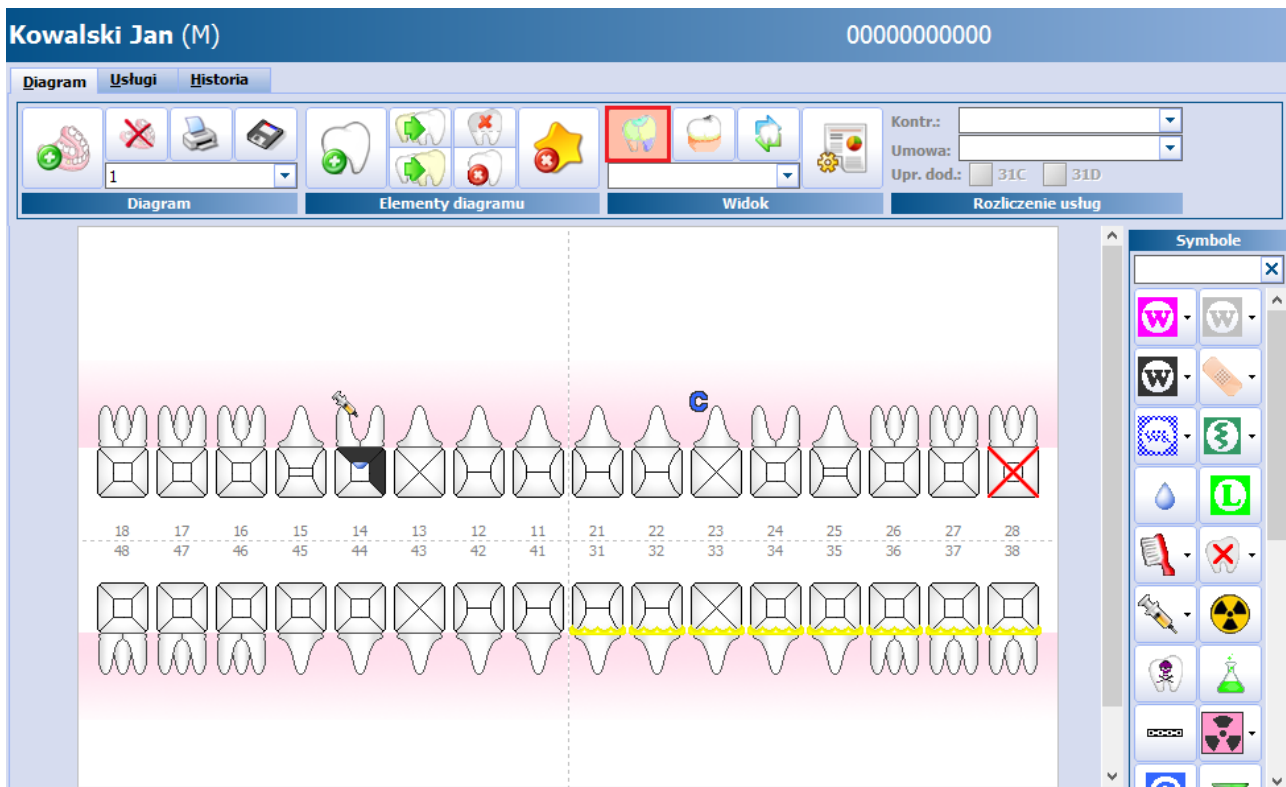 Kowalski Jan (M) 00000000000
Diagram Usługi Historia
Kontr.:
Umowa:
1 Upr. dod.: 31C 31D
Diagram Elementy diagramu Widok Rozliczenie usług
Symbole
W W
W
C
L
18 17 16 15 14 13 12 11 21 22 23 24 25 26 27 28
48 47 46 45 44 43 42 41 31 32 33 34 35 36 37 38